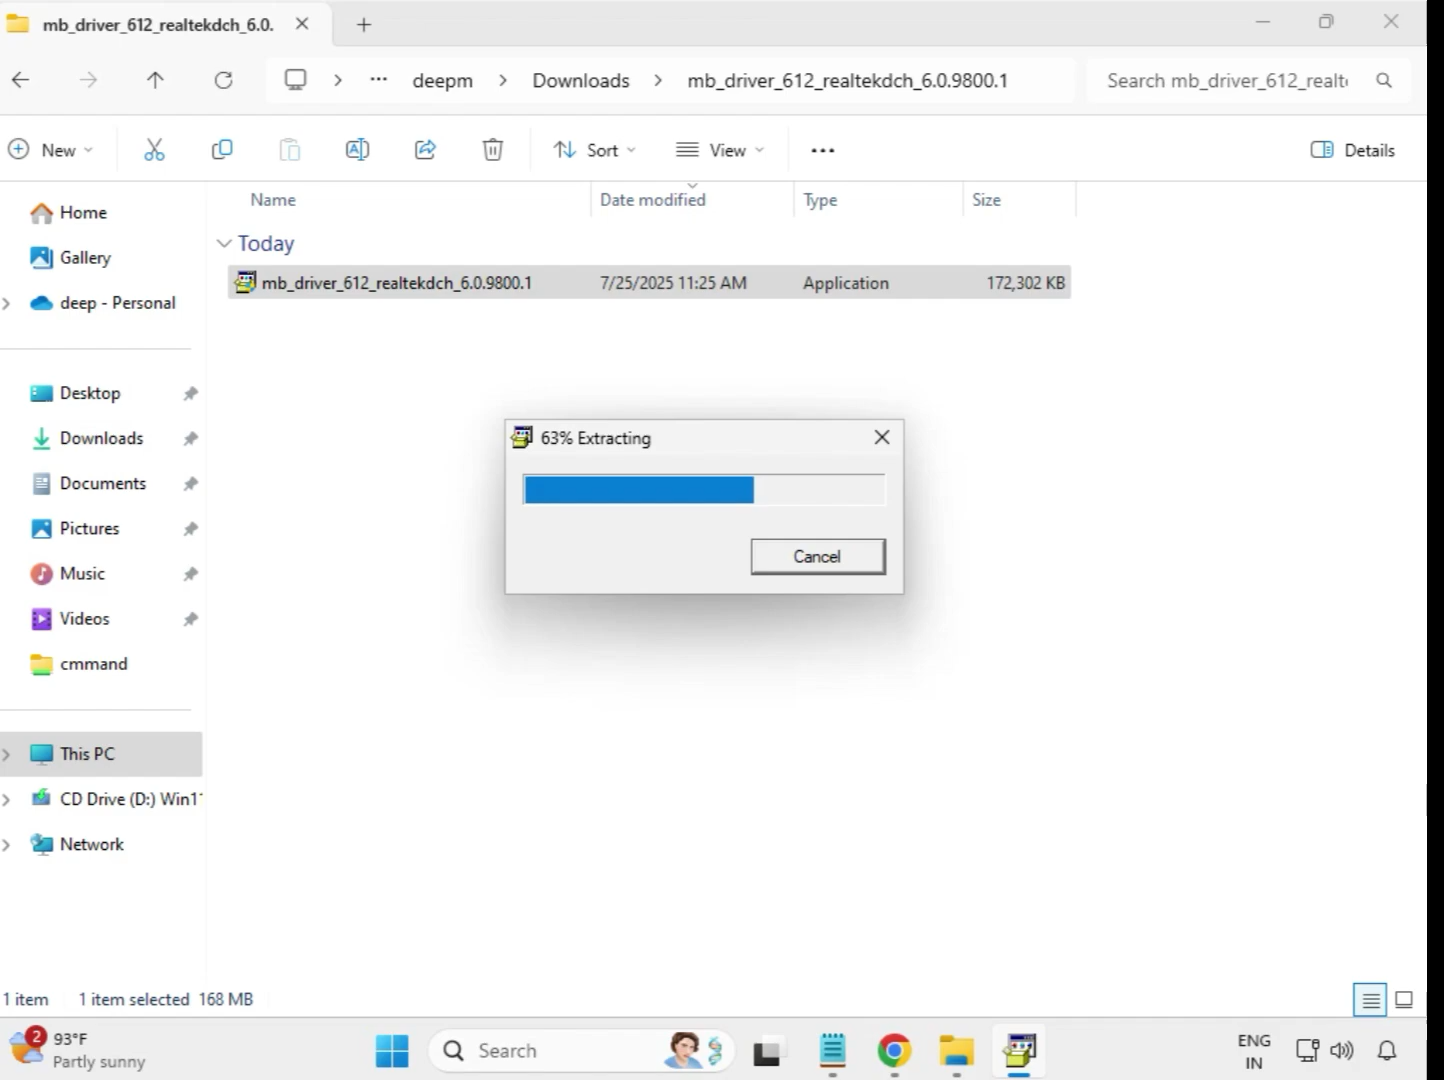 mb_driver_612_realtekdch_6.0.
deepm
Downloads
mb_driver_612_realtekdch_6.0.9800.1
Search mb_driver_612_realt
New
Sort
View
Details
Name
Date modified
Type
Size
Home
Gallery
deep - Personal
Desktop
Downloads
Documents
Pictures
Music
Videos
cmmand
This PC
CD Drive (D:) Win11
Network
Today
mb_driver_612_realtekdch_6.0.9800.1
7/25/2025 11:25 AM
Application
172,302 KB
63% Extracting
Cancel
1 item
1 item selected
168 MB
2
93°F
Partly sunny
Search
ENG
IN